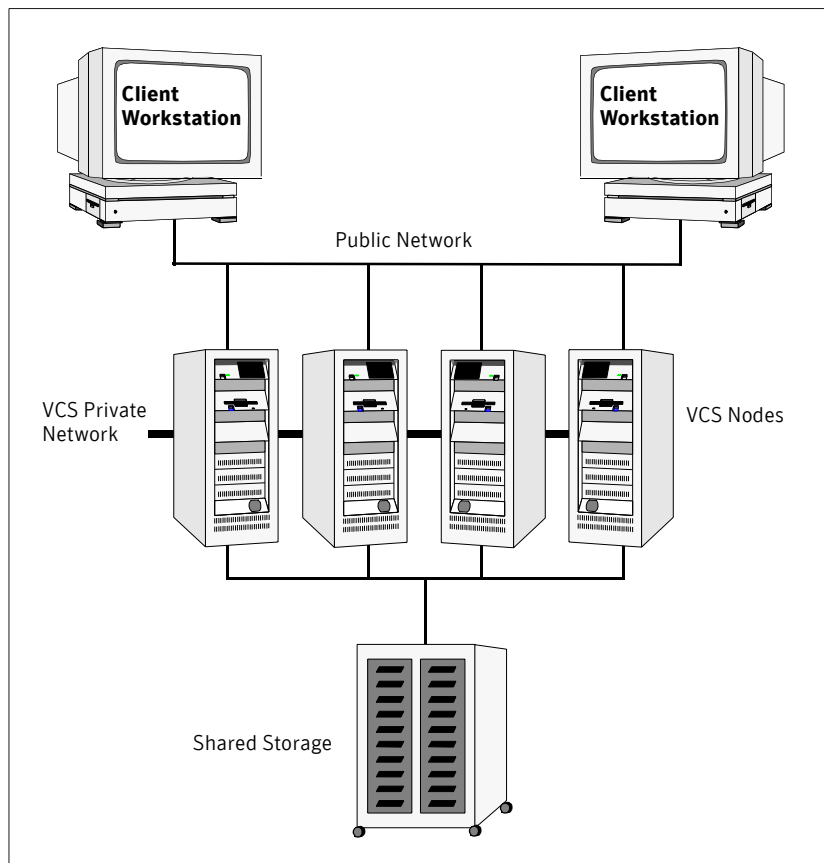 Client
Workstation
Client
Workstation
Public Network
VCS Private
Network
VCS Nodes
Shared Storage